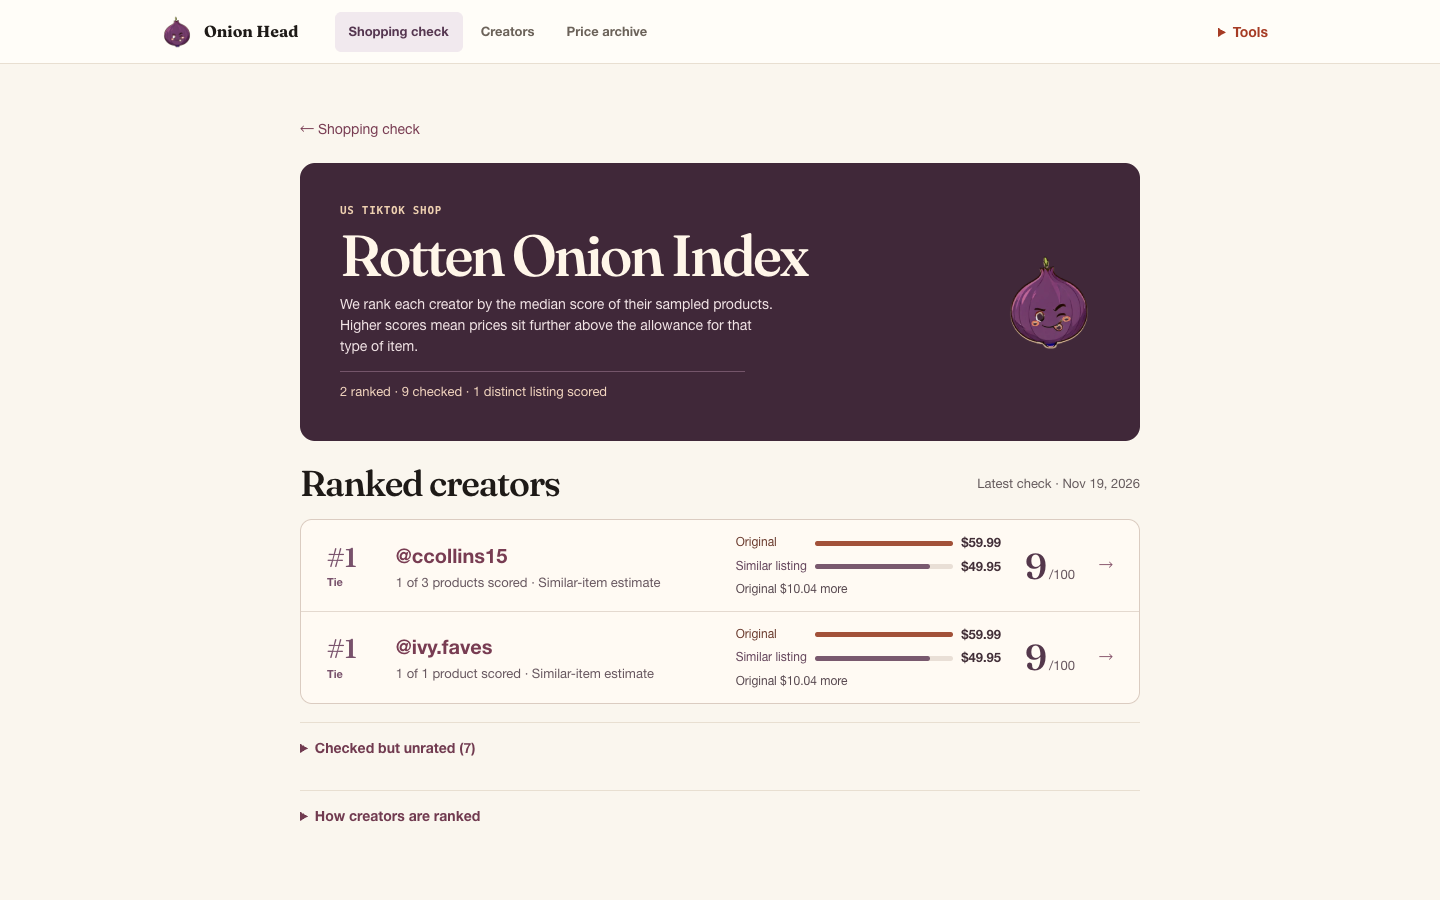 Onion Head
Shopping check
Creators
Price archive
▶ Tools
← Shopping check
US TIKTOK SHOP
Rotten Onion Index
We rank each creator by the median score of their sampled products.
Higher scores mean prices sit further above the allowance for that
type of item.
2 ranked · 9 checked · 1 distinct listing scored
Ranked creators
Latest check · Nov 19, 2026
#1
Tie
@ccollins15
1 of 3 products scored · Similar-item estimate
Original $59.99
Similar listing $49.95
Original $10.04 more
9/100 →
#1
Tie
@ivy.faves
1 of 1 product scored · Similar-item estimate
Original $59.99
Similar listing $49.95
Original $10.04 more
9/100 →
▶ Checked but unrated (7)
▶ How creators are ranked